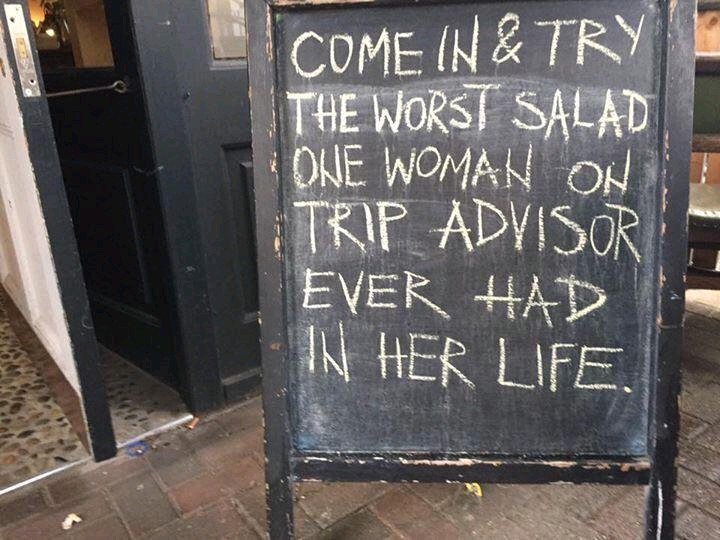 COME IN & TRY
THE WORST SALAD
ONE WOMAN ON
TRIP ADVISOR
EVER HAD
IN HER LIFE.